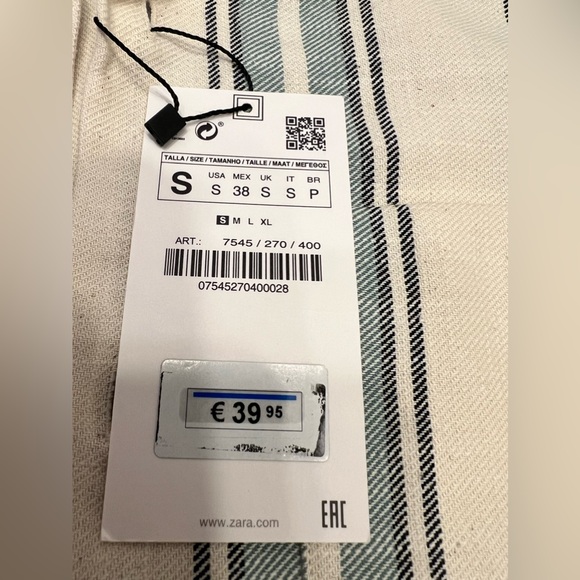 TALLA / SIZE / TAMANHO / TAILLE / MAAT / ΜΕΓΕΘΟΣ
S
USA MEX UK IT BR
S 38 S S P
S M L XL
ART.: 7545 / 270 / 400
07545270400028
€ 39 95
www.zara.com
EAC